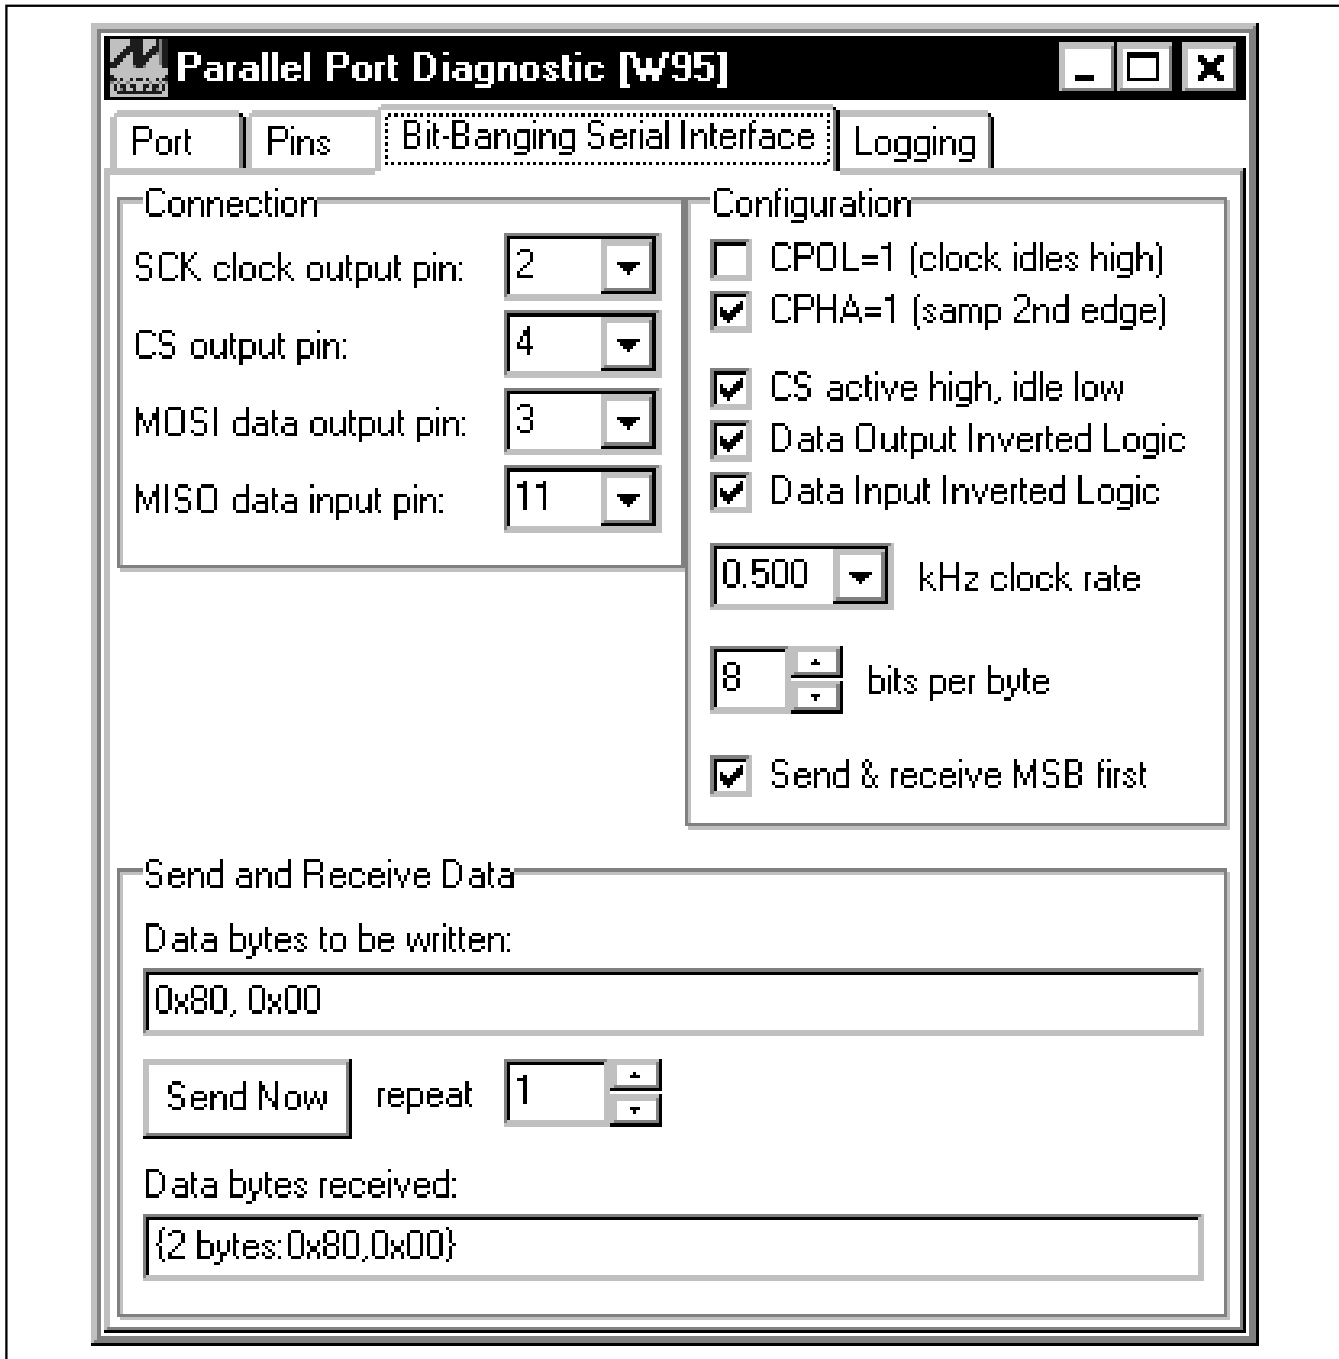 Parallel Port Diagnostic [W95]
Port Pins Bit-Banging Serial Interface Logging
Connection
SCK clock output pin: 2
CS output pin: 4
MOSI data output pin: 3
MISO data input pin: 11
Configuration
CPOL=1 (clock idles high)
CPHA=1 (samp 2nd edge)
CS active high, idle low
Data Output Inverted Logic
Data Input Inverted Logic
0.500 kHz clock rate
8 bits per byte
Send & receive MSB first
Send and Receive Data
Data bytes to be written:
0x80, 0x00
Send Now repeat 1
Data bytes received:
{2 bytes:0x80,0x00}